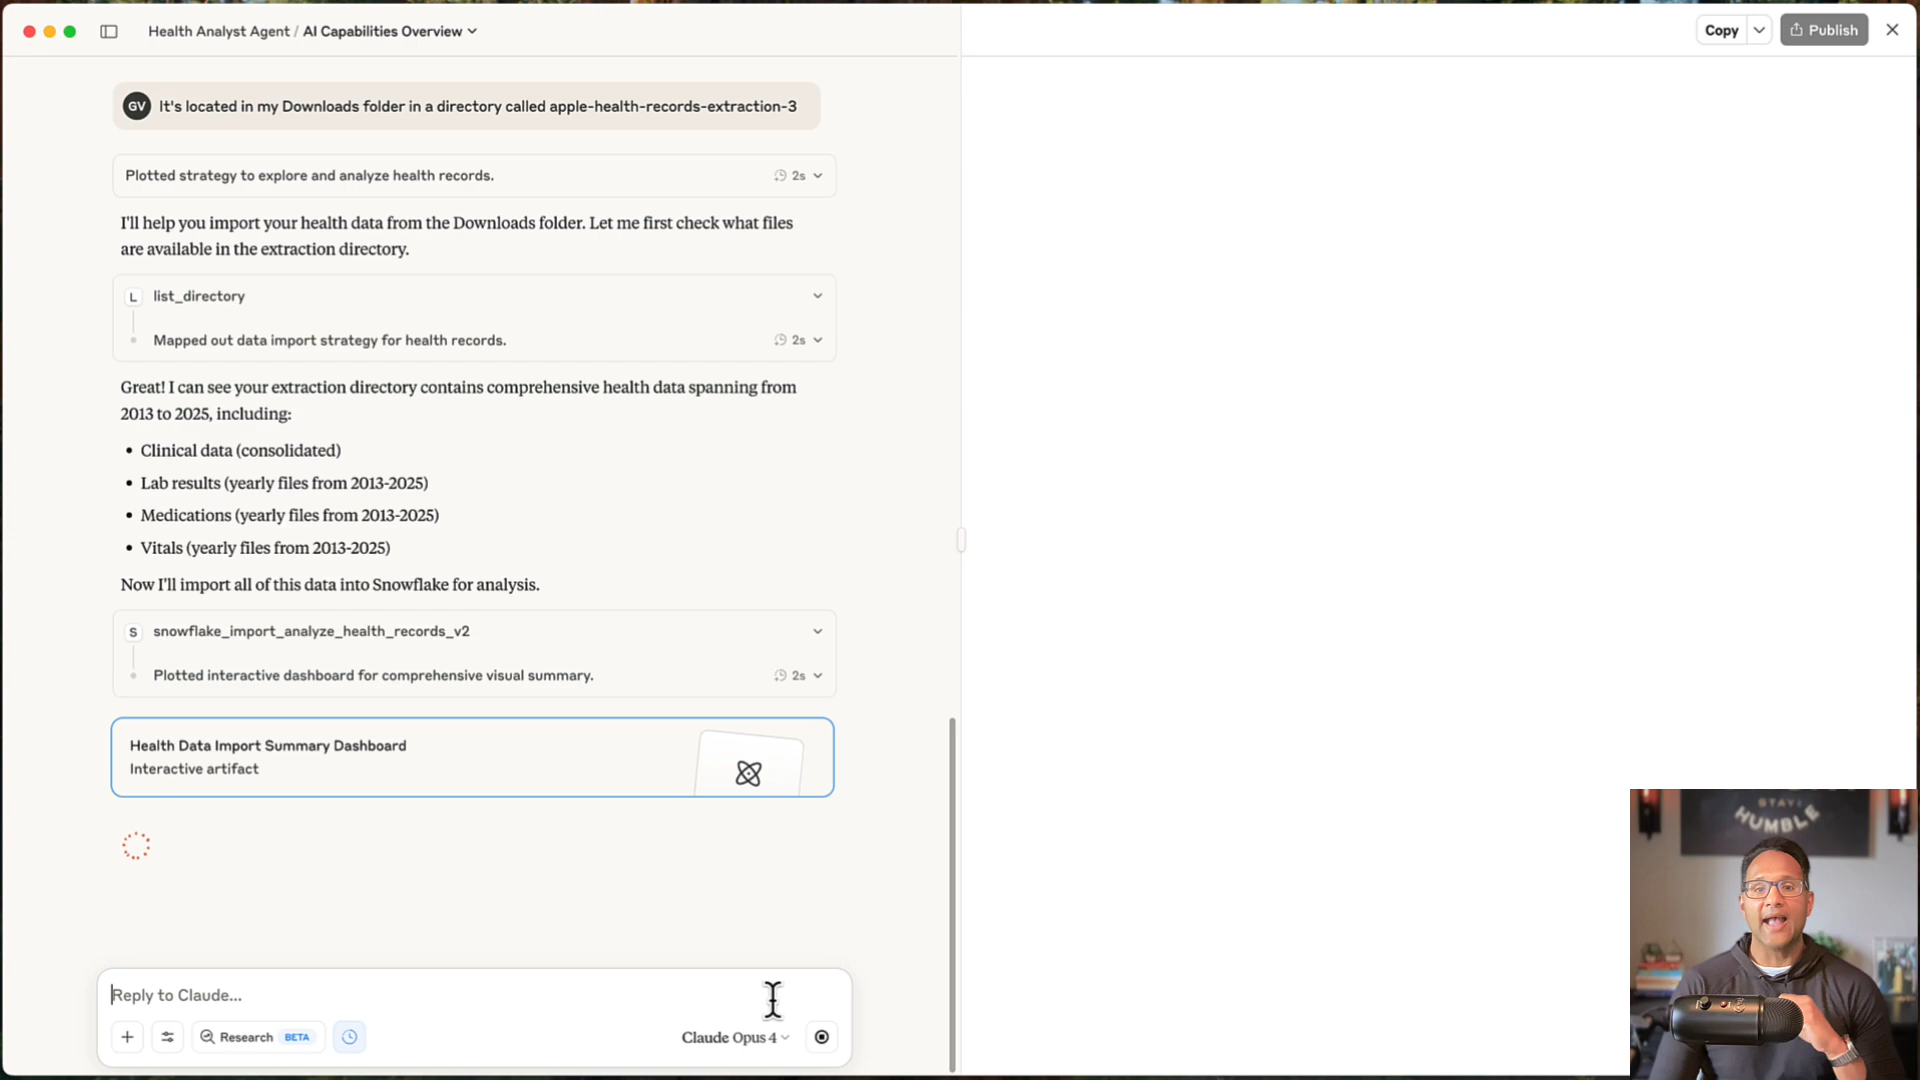 Health Analyst Agent / AI Capabilities Overview
Copy
Publish
GV
It's located in my Downloads folder in a directory called apple-health-records-extraction-3
Plotted strategy to explore and analyze health records.
2s
I'll help you import your health data from the Downloads folder. Let me first check what files
are available in the extraction directory.
L
list_directory
Mapped out data import strategy for health records.
2s
Great! I can see your extraction directory contains comprehensive health data spanning from
2013 to 2025, including:
• Clinical data (consolidated)
• Lab results (yearly files from 2013-2025)
• Medications (yearly files from 2013-2025)
• Vitals (yearly files from 2013-2025)
Now I'll import all of this data into Snowflake for analysis.
S
snowflake_import_analyze_health_records_v2
Plotted interactive dashboard for comprehensive visual summary.
2s
Health Data Import Summary Dashboard
Interactive artifact
STAY
HUMBLE
Reply to Claude...
Research BETA
Claude Opus 4